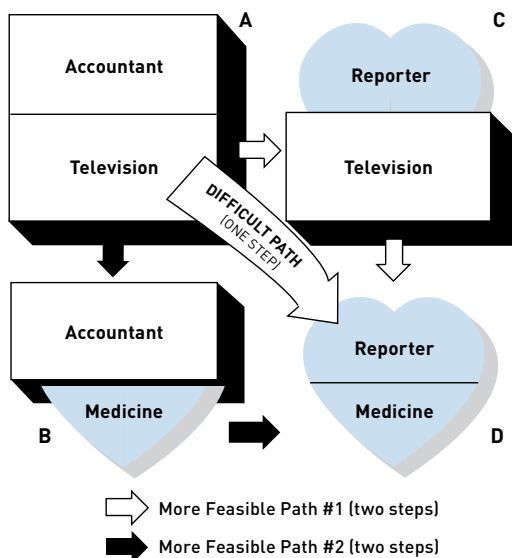 A
Accountant
Television
C
Reporter
Television
DIFFICULT PATH
(ONE STEP)
Accountant
Medicine
B
Reporter
Medicine
D
More Feasible Path #1 (two steps)
More Feasible Path #2 (two steps)